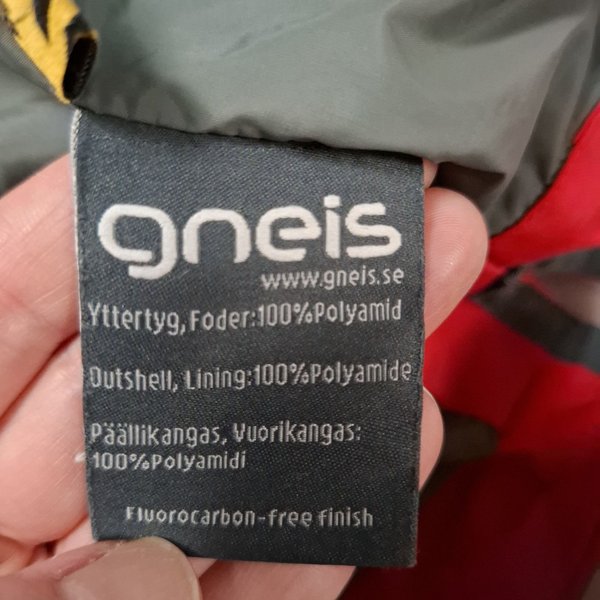 gneis
www.gneis.se
Yttertyg,Foder:100%Polyamid
Outshell, Lining:100%Polyamide
Päällikangas, Vuorikangas:
100%Polyamidi
Fluorocarbon-free finish